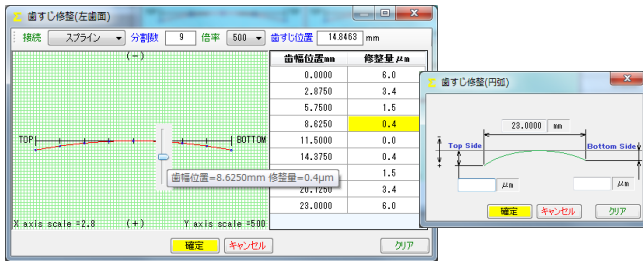 歯すじ修整(左歯面)
接続 スプライン 分割数 9 倍率 500 歯すじ位置 14.8463 mm
(-)
TOP
BOTTOM
X axis scale =2.8 (+) Y axis scale =500
歯幅位置mm 修整量μm
0.0000 6.0
2.8750 3.4
5.7500 1.5
8.6250 0.4
11.5000 0.0
14.3750 0.4
1.5
20.1250 3.4
23.0000 6.0
歯幅位置=8.6250mm 修整量=0.4μm
確定 キャンセル クリア
歯すじ修整(円弧)
23.0000 mm
Top Side Bottom Side
μm μm
確定 キャンセル クリア